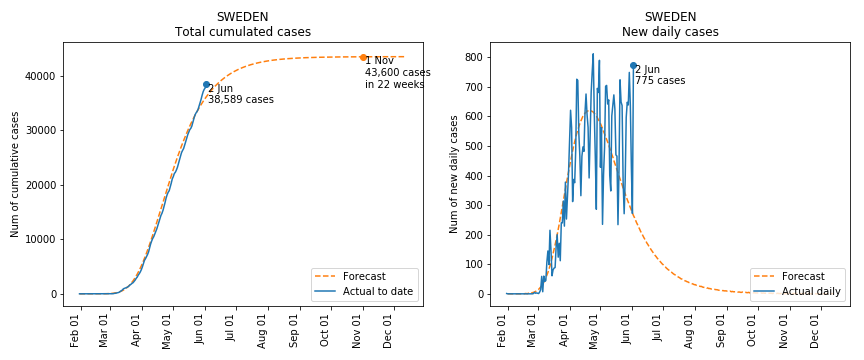 SWEDEN
Total cumulated cases
Num of cumulative cases
40000
30000
20000
10000
0
1 Nov
43,600 cases
in 22 weeks
2 Jun
38,589 cases
Forecast
Actual to date
Feb 01
Mar 01
Apr 01
May 01
Jun 01
Jul 01
Aug 01
Sep 01
Oct 01
Nov 01
Dec 01
SWEDEN
New daily cases
Num of new daily cases
800
700
600
500
400
300
200
100
0
2 Jun
775 cases
Forecast
Actual daily
Feb 01
Mar 01
Apr 01
May 01
Jun 01
Jul 01
Aug 01
Sep 01
Oct 01
Nov 01
Dec 01